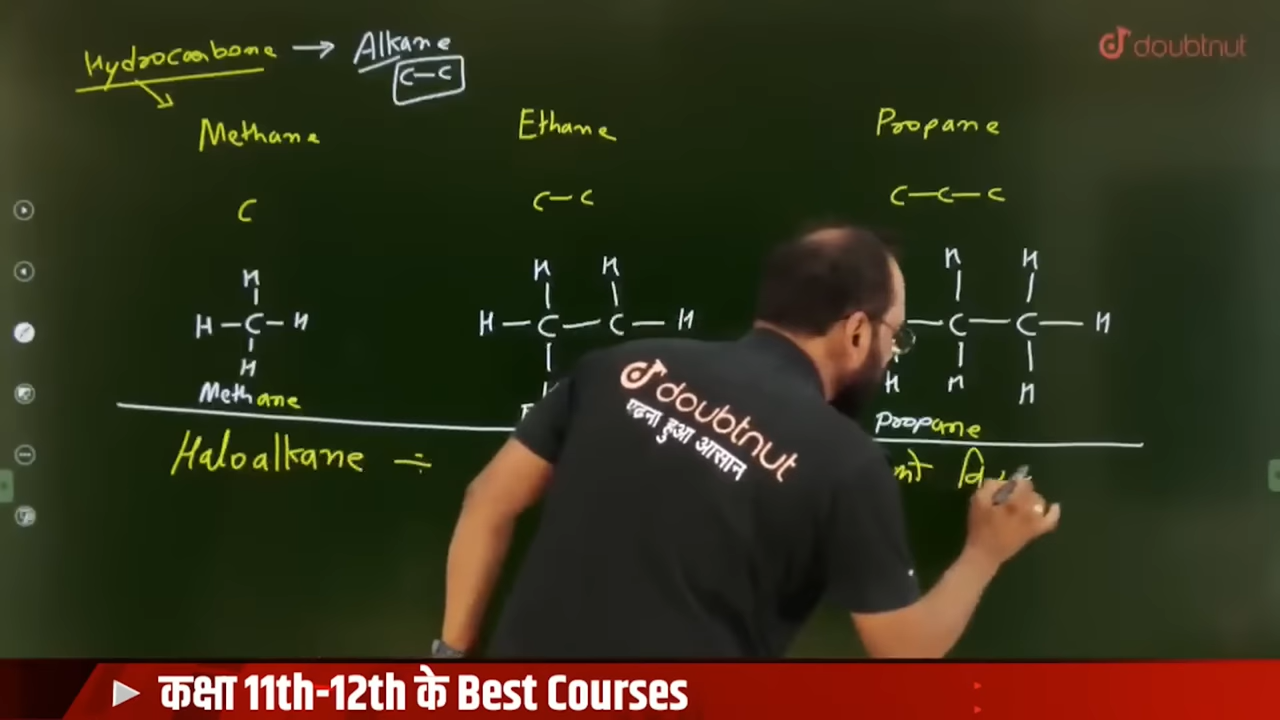 Hydrocarbone → Alkane
C-C
doubtnut
Methane Ethane Propane
C C-C C-C-C
H H H H H
H-C-H H-C-C-H -C-C-H
H H H H
Methane Propane
Haloalkane ÷
doubtnut
पढ़ना हुआ आसान
कक्षा 11th-12th के Best Courses